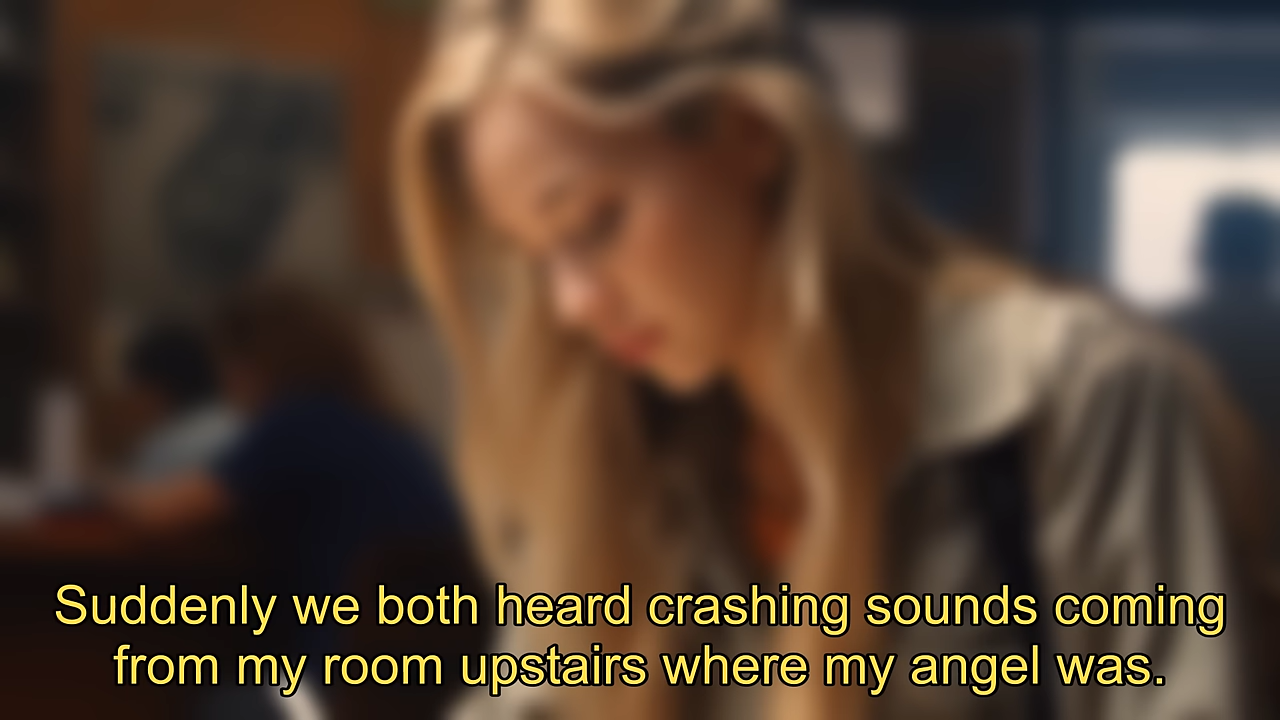 Suddenly we both heard crashing sounds coming
from my room upstairs where my angel was.